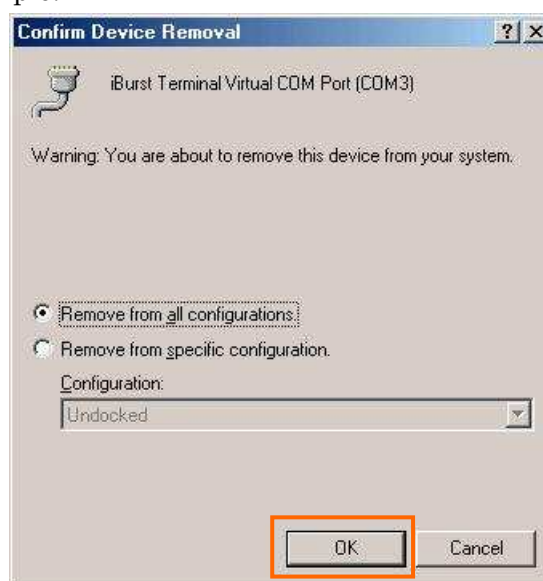 Confirm Device Removal
iBurst Terminal Virtual COM Port (COM3)
Warning: You are about to remove this device from your system.
Remove from all configurations.
Remove from specific configuration.
Configuration:
Undocked
OK Cancel